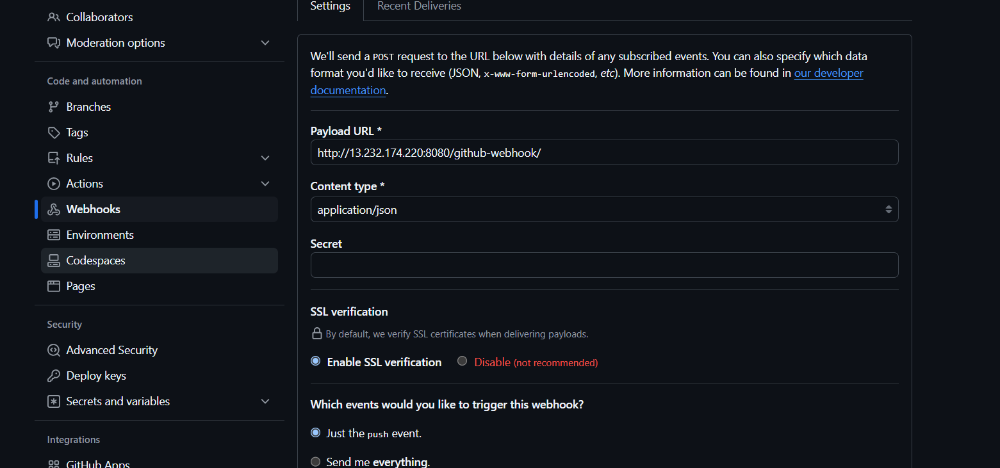 Collaborators
Moderation options
Code and automation
Branches
Tags
Rules
Actions
Webhooks
Environments
Codespaces
Pages
Security
Advanced Security
Deploy keys
Secrets and variables
Integrations
GitHub Apps
Settings
Recent Deliveries
We'll send a POST request to the URL below with details of any subscribed events. You can also specify which data
format you'd like to receive (JSON, x-www-form-urlencoded, etc). More information can be found in our developer
documentation.
Payload URL *
http://13.232.174.220:8080/github-webhook/
Content type *
application/json
Secret
SSL verification
By default, we verify SSL certificates when delivering payloads.
Enable SSL verification
Disable (not recommended)
Which events would you like to trigger this webhook?
Just the push event.
Send me everything.